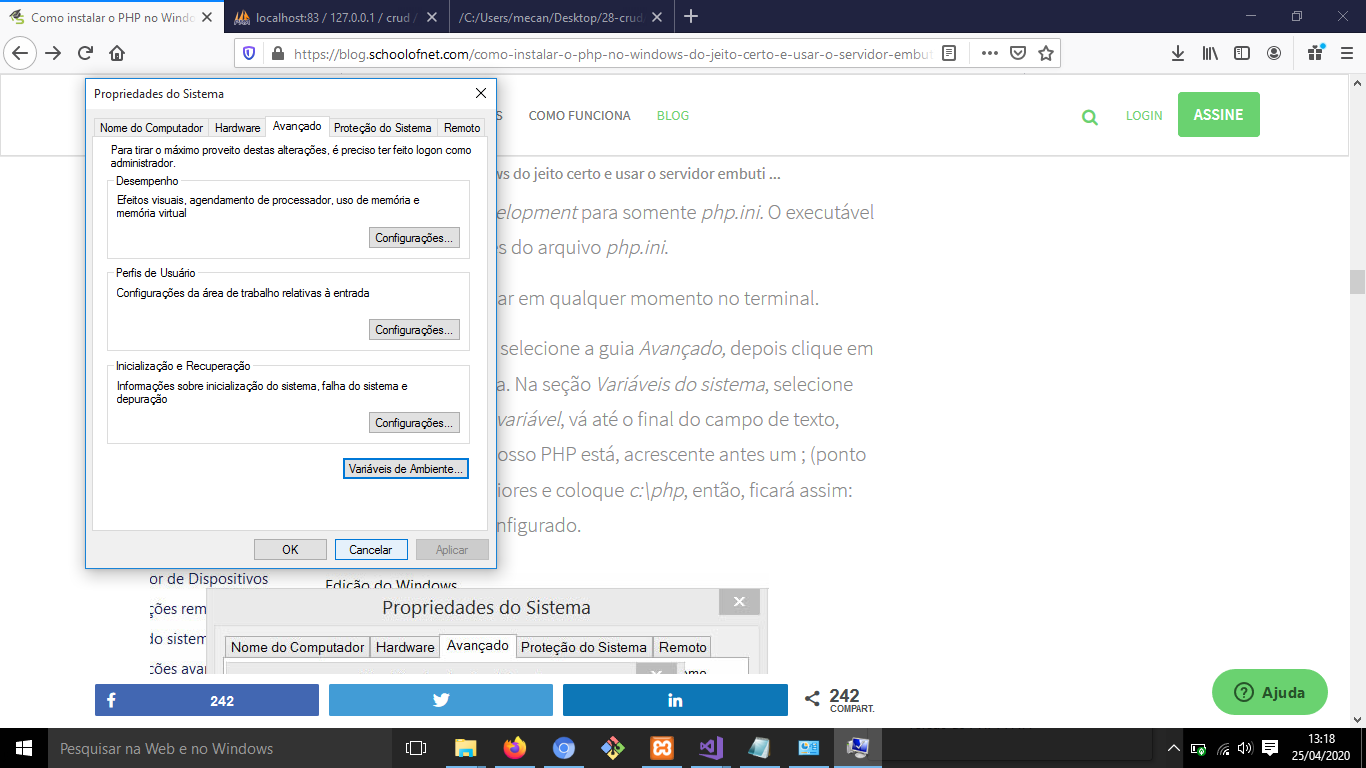 Como instalar o PHP no Windo
localhost:83 / 127.0.0.1 / crud /
/C:/Users/mecan/Desktop/28-crud/
https://blog.schoolofnet.com/como-instalar-o-php-no-windows-do-jeito-certo-e-usar-o-servidor-embut
Propriedades do Sistema
Nome do Computador
Hardware
Avançado
Proteção do Sistema
Remoto
Para tirar o máximo proveito destas alterações, é preciso ter feito logon como
administrador.
Desempenho
Efeitos visuais, agendamento de processador, uso de memória e
memória virtual
Configurações...
Perfis de Usuário
Configurações da área de trabalho relativas à entrada
Configurações...
Inicialização e Recuperação
Informações sobre inicialização do sistema, falha do sistema e
depuração
Configurações...
Variáveis de Ambiente...
OK
Cancelar
Aplicar
S
COMO FUNCIONA
BLOG
LOGIN
ASSINE
ws do jeito certo e usar o servidor embuti ...
elopment para somente php.ini. O executável
es do arquivo php.ini.
ar em qualquer momento no terminal.
selecione a guia Avançado, depois clique em
a. Na seção Variáveis do sistema, selecione
variável, vá até o final do campo de texto,
osso PHP está, acrescente antes um ; (ponto
iores e coloque c:\php, então, ficará assim:
nfigurado.
or de Dispositivos
Edição do Windows
ções rem
do sistem
ções avan
Propriedades do Sistema
Nome do Computador
Hardware
Avançado
Proteção do Sistema
Remoto
omo
242
242
COMPART.
Ajuda
Pesquisar na Web e no Windows
13:18
25/04/2020